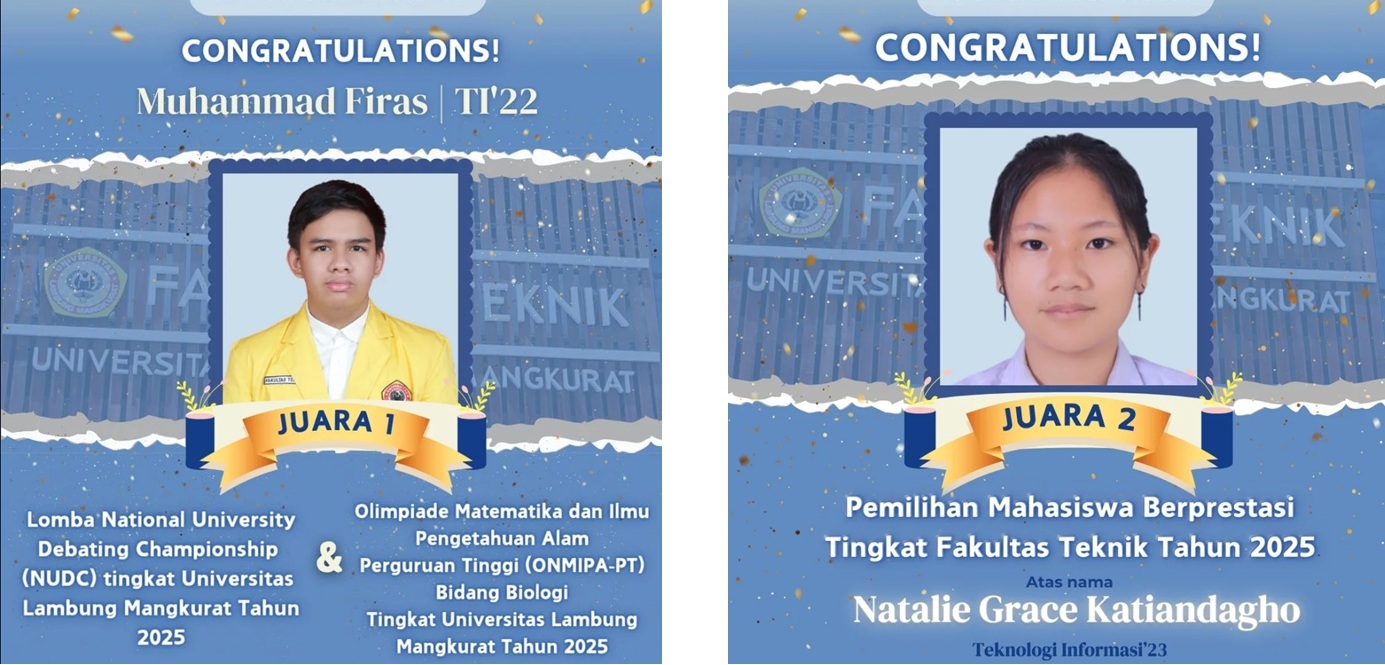 CONGRATULATIONS!
Muhammad Firas | TI'22
FA
EKNIK
UNIVERSITA
ANGKURAT
JUARA 1
Lomba National University
Debating Championship
(NUDC) tingkat Universitas
Lambung Mangkurat Tahun
2025
&
Olimpiade Matematika dan Ilmu
Pengetahuan Alam
Perguruan Tinggi (ONMIPA-PT)
Bidang Biologi
Tingkat Universitas Lambung
Mangkurat Tahun 2025
CONGRATULATIONS!
FA
EKNIK
UNIVERSITA
ANGKURAT
JUARA 2
Pemilihan Mahasiswa Berprestasi
Tingkat Fakultas Teknik Tahun 2025
Atas nama
Natalie Grace Katiandagho
Teknologi Informasi'23